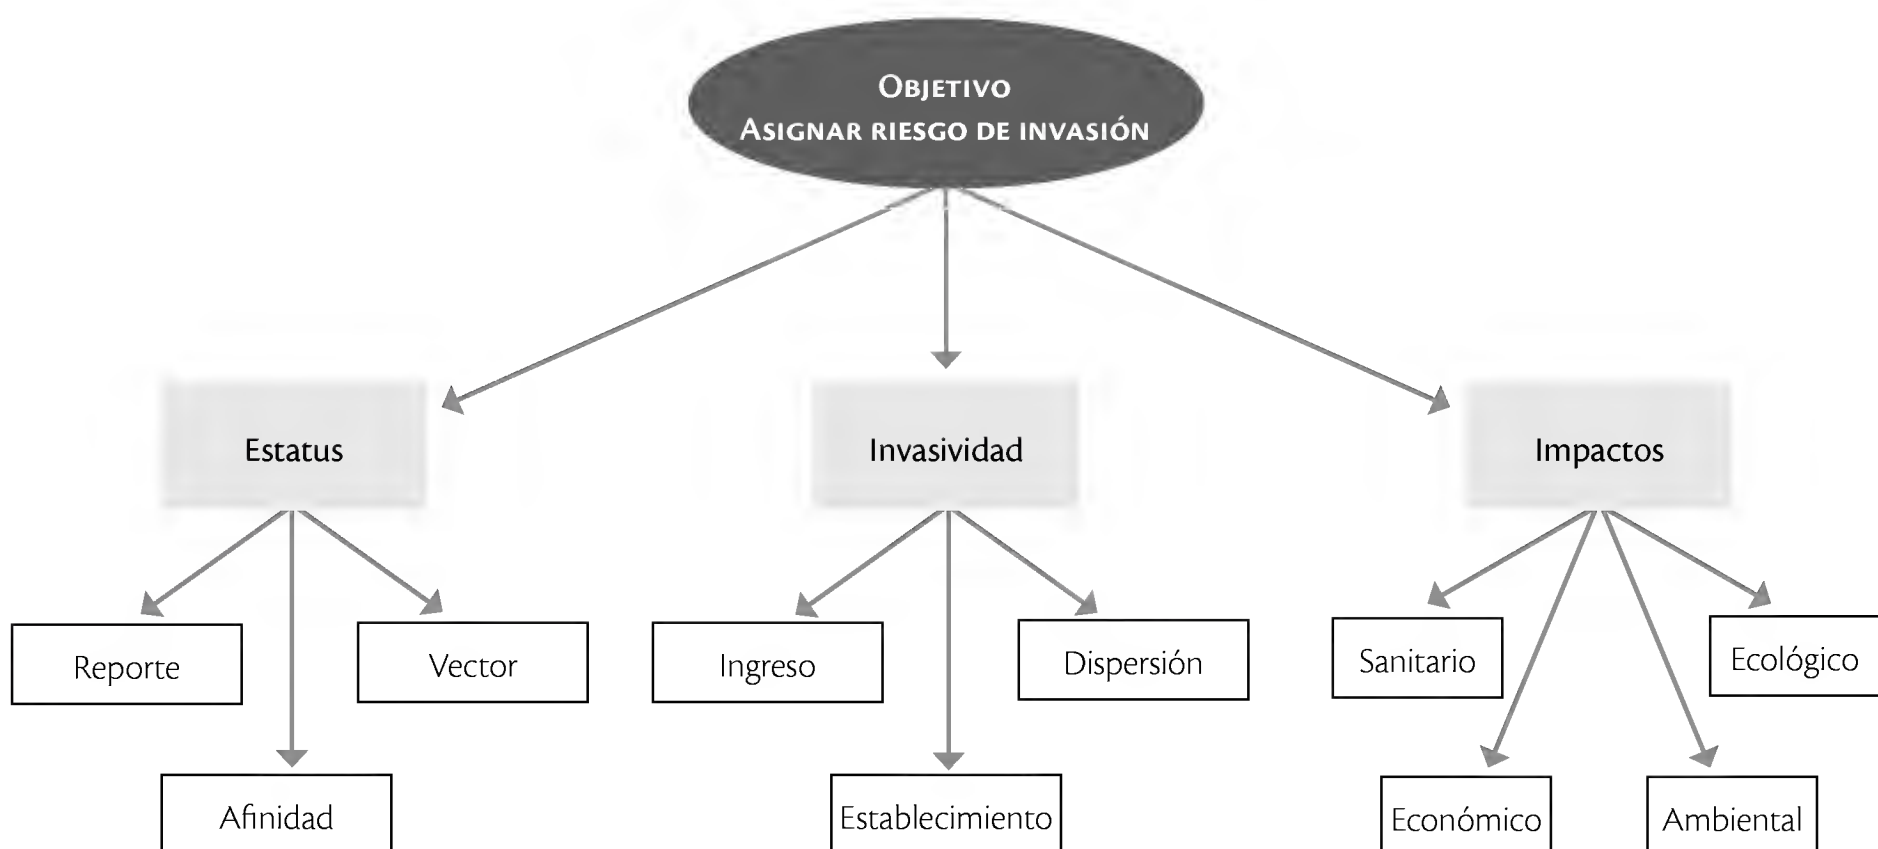 OBJETIVO
ASIGNAR RIESGO DE INVASIÓN
Estatus
Invasividad
Impactos
Reporte
Vector
Afinidad
Ingreso
Dispersión
Establecimiento
Sanitario
Ecológico
Económico
Ambiental